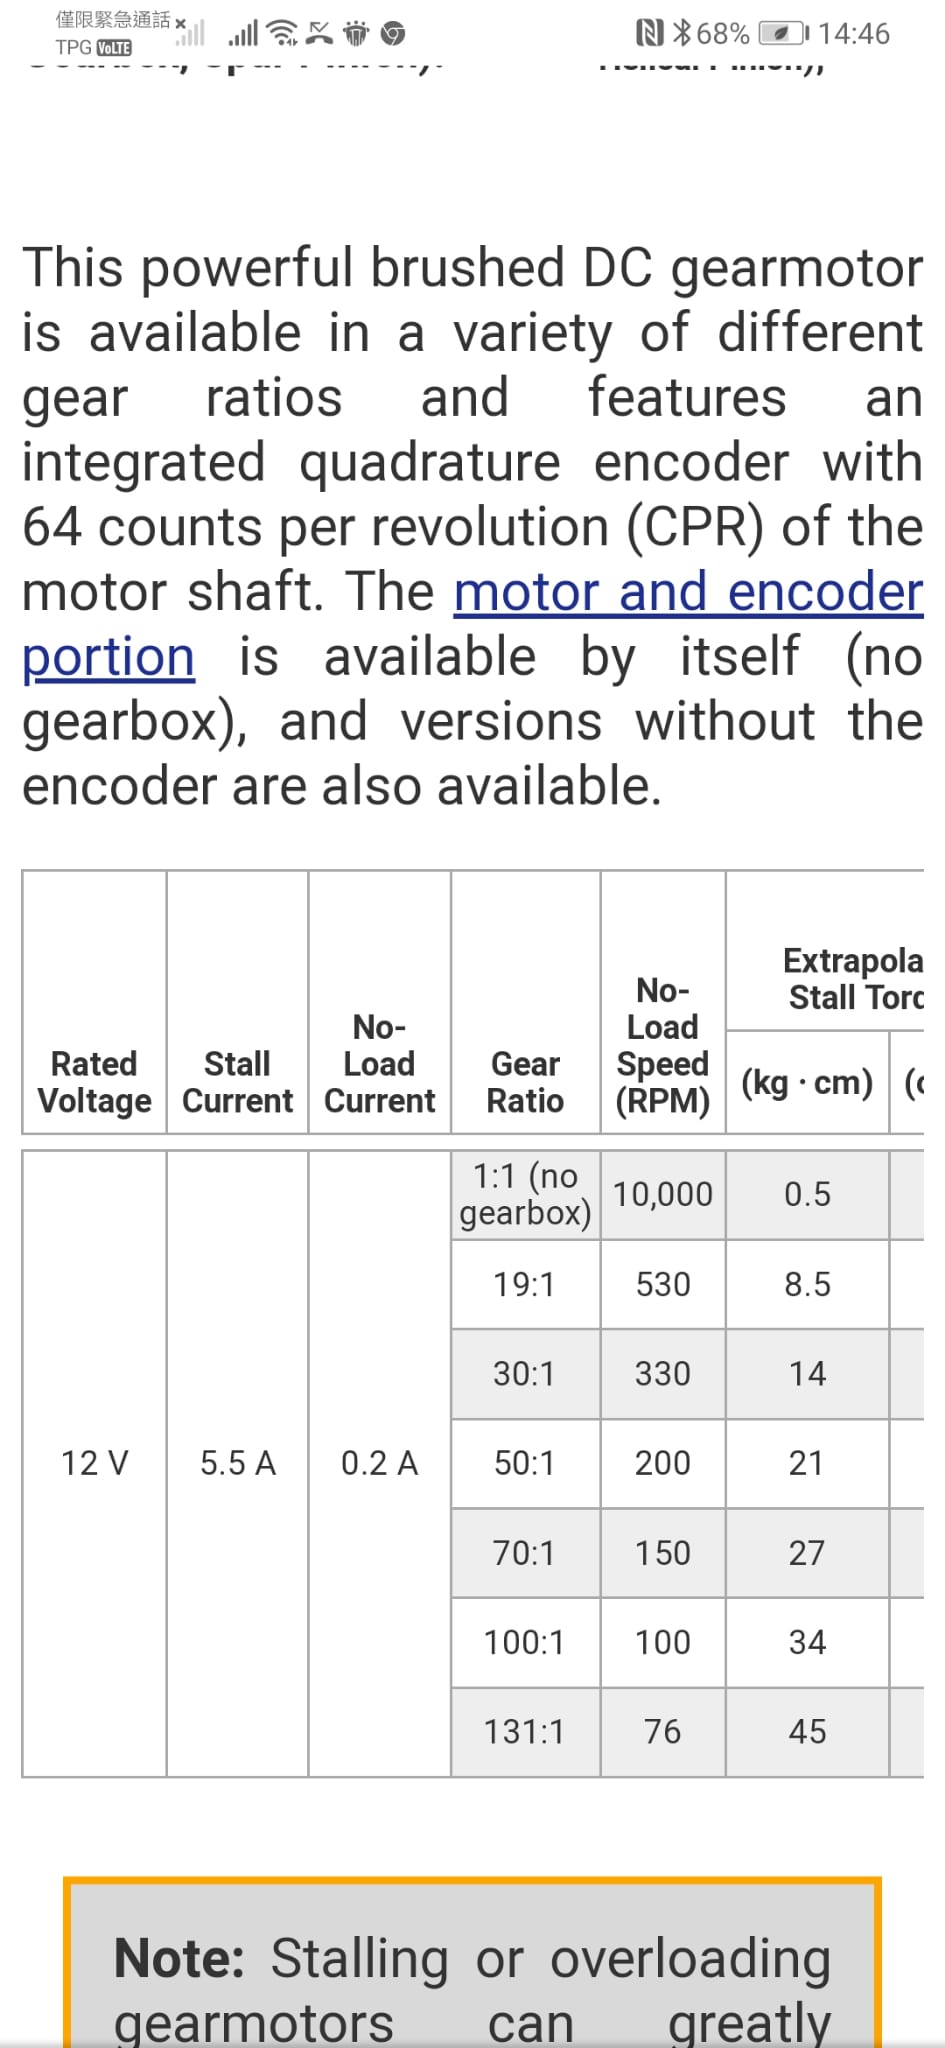 僅限緊急通話
TPG VoLTE
68% 14:46
This powerful brushed DC gearmotor
is available in a variety of different
gear ratios and features an
integrated quadrature encoder with
64 counts per revolution (CPR) of the
motor shaft. The motor and encoder
portion is available by itself (no
gearbox), and versions without the
encoder are also available.
Rated Voltage
Stall Current
No-Load Current
Gear Ratio
No-Load Speed (RPM)
Extrapola
Stall Torq
(kg · cm)
12 V 5.5 A 0.2 A
1:1 (no gearbox) 10,000 0.5
19:1 530 8.5
30:1 330 14
50:1 200 21
70:1 150 27
100:1 100 34
131:1 76 45
Note: Stalling or overloading
gearmotors can greatly